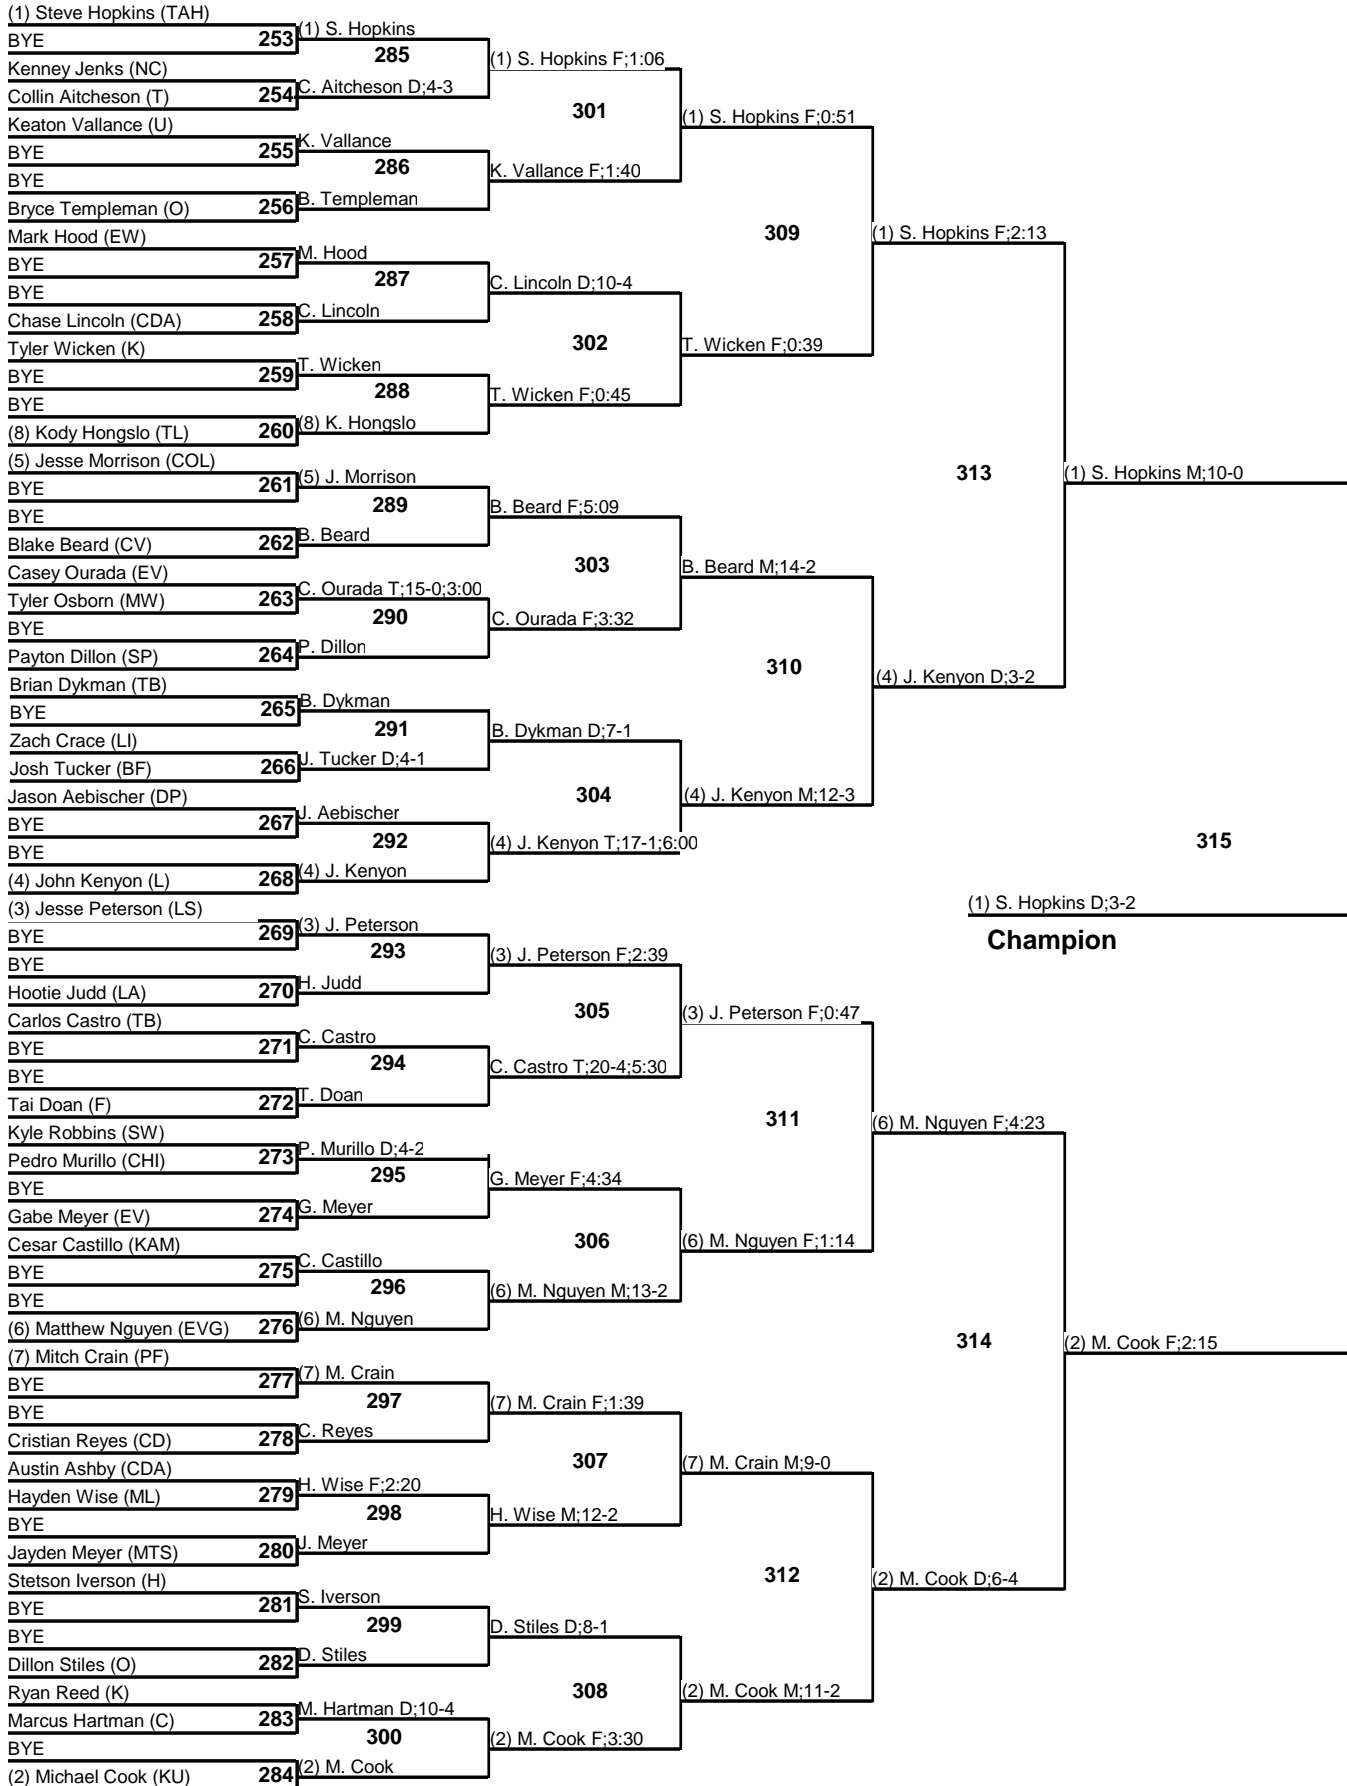 (1) Steve Hopkins (TAH)
BYE
Kenney Jenks (NC)
Collin Aitcheson (T)
Keaton Vallance (U)
BYE
BYE
Bryce Templeman (O)
Mark Hood (EW)
BYE
BYE
Chase Lincoln (CDA)
Tyler Wicken (K)
BYE
BYE
(8) Kody Hongslo (TL)
(5) Jesse Morrison (COL)
BYE
BYE
Blake Beard (CV)
Casey Ourada (EV)
Tyler Osborn (MW)
BYE
Payton Dillon (SP)
Brian Dykman (TB)
BYE
Zach Crace (LI)
Josh Tucker (BF)
Jason Aebischer (DP)
BYE
BYE
(4) John Kenyon (L)
(3) Jesse Peterson (LS)
BYE
BYE
Hootie Judd (LA)
Carlos Castro (TB)
BYE
BYE
Tai Doan (F)
Kyle Robbins (SW)
Pedro Murillo (CHI)
BYE
Gabe Meyer (EV)
Cesar Castillo (KAM)
BYE
BYE
(6) Matthew Nguyen (EVG)
(7) Mitch Crain (PF)
BYE
BYE
Cristian Reyes (CD)
Austin Ashby (CDA)
Hayden Wise (ML)
BYE
Jayden Meyer (MTS)
Stetson Iverson (H)
BYE
BYE
Dillon Stiles (O)
Ryan Reed (K)
Marcus Hartman (C)
BYE
(2) Michael Cook (KU)
253
254
255
256
257
258
259
260
261
262
263
264
265
266
267
268
269
270
271
272
273
274
275
276
277
278
279
280
281
282
283
284
(1) S. Hopkins
285
C. Aitcheson D;4-3
K. Vallance
286
B. Templeman
M. Hood
287
C. Lincoln
T. Wicken
288
(8) K. Hongslo
(5) J. Morrison
289
B. Beard
C. Ourada T;15-0;3:00
290
P. Dillon
B. Dykman
291
J. Tucker D;4-1
J. Aebischer
292
(4) J. Kenyon
(3) J. Peterson
293
H. Judd
C. Castro
294
T. Doan
P. Murillo D;4-2
295
G. Meyer
C. Castillo
296
(6) M. Nguyen
(7) M. Crain
297
C. Reyes
H. Wise F;2:20
298
J. Meyer
S. Iverson
299
D. Stiles
M. Hartman D;10-4
300
(2) M. Cook
(1) S. Hopkins F;1:06
301
K. Vallance F;1:40
C. Lincoln D;10-4
302
T. Wicken F;0:45
B. Beard F;5:09
303
C. Ourada F;3:32
B. Dykman D;7-1
304
(4) J. Kenyon T;17-1;6:00
(3) J. Peterson F;2:39
305
C. Castro T;20-4;5:30
G. Meyer F;4:34
306
(6) M. Nguyen M;13-2
(7) M. Crain F;1:39
307
H. Wise M;12-2
D. Stiles D;8-1
308
(2) M. Cook F;3:30
(1) S. Hopkins F;0:51
309
T. Wicken F;0:39
B. Beard M;14-2
310
(4) J. Kenyon M;12-3
(3) J. Peterson F;0:47
311
(6) M. Nguyen F;1:14
(7) M. Crain M;9-0
312
(2) M. Cook M;11-2
(1) S. Hopkins F;2:13
313
(4) J. Kenyon D;3-2
(6) M. Nguyen F;4:23
314
(2) M. Cook D;6-4
(1) S. Hopkins M;10-0
315
(2) M. Cook F;2:15
(1) S. Hopkins D;3-2
Champion